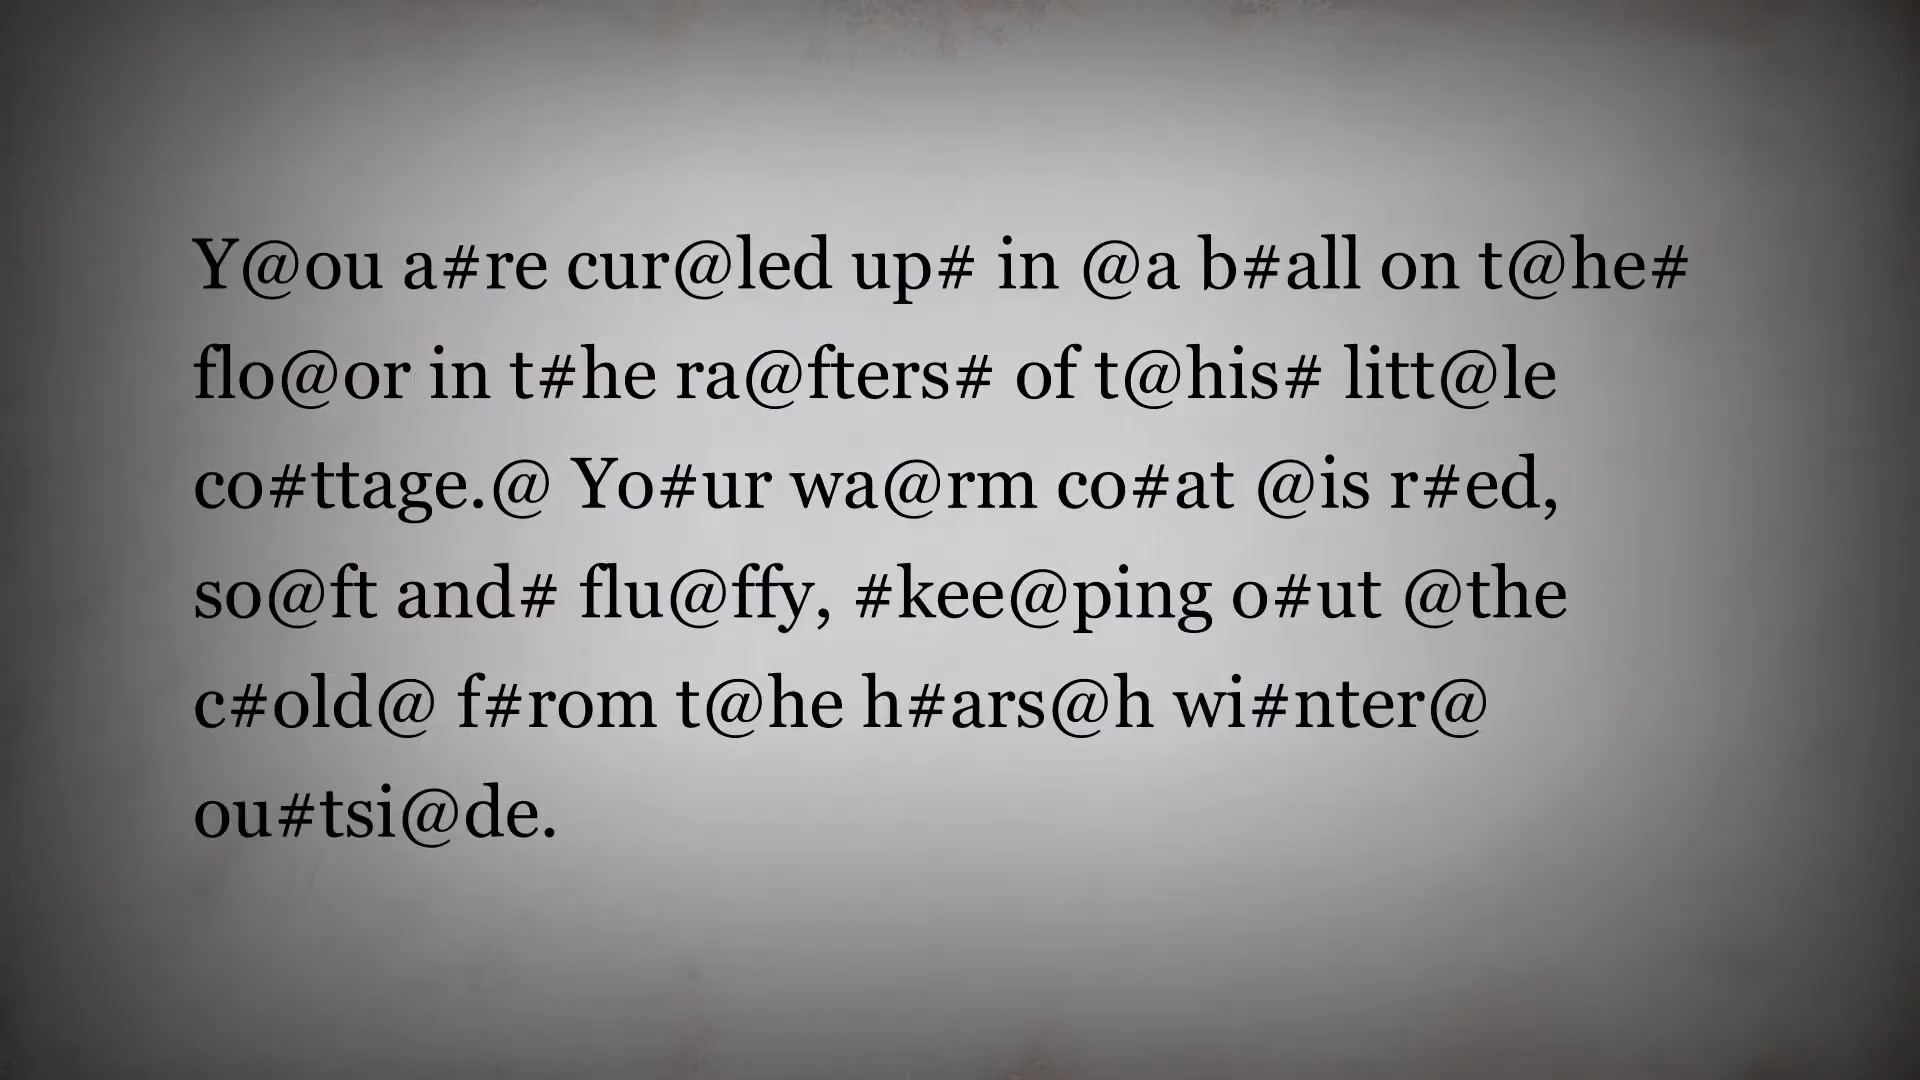 Y@ou a#re cur@led up# in @a b#all on t@he#
flo@or in t#he ra@fters# of t@his# litt@le
co#ttage.@ Yo#ur wa@rm co#at @is r#ed,
so@ft and# flu@ffy, #kee@ping o#ut @the
c#old@ f#rom t@he h#ars@h wi#nter@
ou#tsi@de.